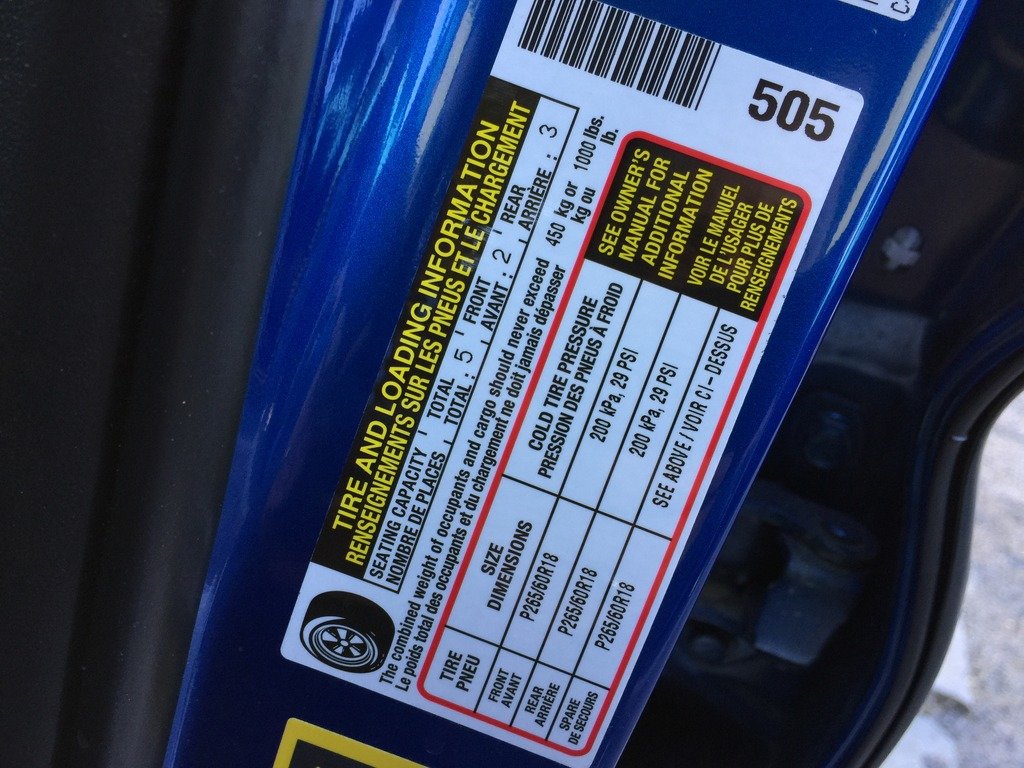 505
TIRE AND LOADING INFORMATION
RENSEIGNEMENTS SUR LES PNEUS ET LE CHARGEMENT
SEATING CAPACITY TOTAL FRONT REAR
NOMBRE DE PLACES TOTAL : 5 AVANT : 2 ARRIÈRE : 3
The combined weight of occupants and cargo should never exceed 450 kg or 1000 lbs.
Le poids total des occupants et du chargement ne doit jamais dépasser kg ou lb.
TIRE SIZE COLD TIRE PRESSURE
PNEU DIMENSIONS PRESSION DES PNEUS À FROID
FRONT
AVANT
P265/60R18 200 kPa, 29 PSI
REAR
ARRIÈRE
P265/60R18 200 kPa, 29 PSI
SPARE
DE SECOURS
P265/60R18 SEE ABOVE / VOIR CI - DESSUS
SEE OWNER'S
MANUAL FOR
ADDITIONAL
INFORMATION
VOIR LE MANUEL
DE L'USAGER
POUR PLUS DE
RENSEIGNEMENTS